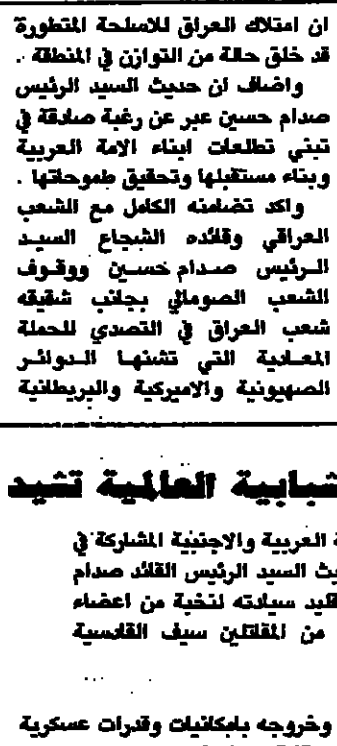 ان امتلاك العراق للاسلحة المتطورة
قد خلق حالة من التوازن في المنطقة .
واضاف ان حديث السيد الرئيس
صدام حسين عبر عن رغبة صادقة في
تبني تطلعات ابناء الامة العربية
وبناء مستقبلها وتحقيق طموحاتها .
واكد تضامنه الكامل مع الشعب
العراقي وقائده الشجاع السيد
الرئيس صدام حسين ووقوف
الشعب الصومالي بجانب شقيقه
شعب العراق في التصدي للحملة
المعادية التي تشنها الدوائر
الصهيونية والاميركية والبريطانية
شبابية العالمية تشيد
ة العربية والاجنبية المشاركة في
يث السيد الرئيس القائد صدام
قليد سيادته لنخبة من اعضاء
من المقاتلين سيف القادسية
وخروجه بامكانيات وقدرات عسكرية